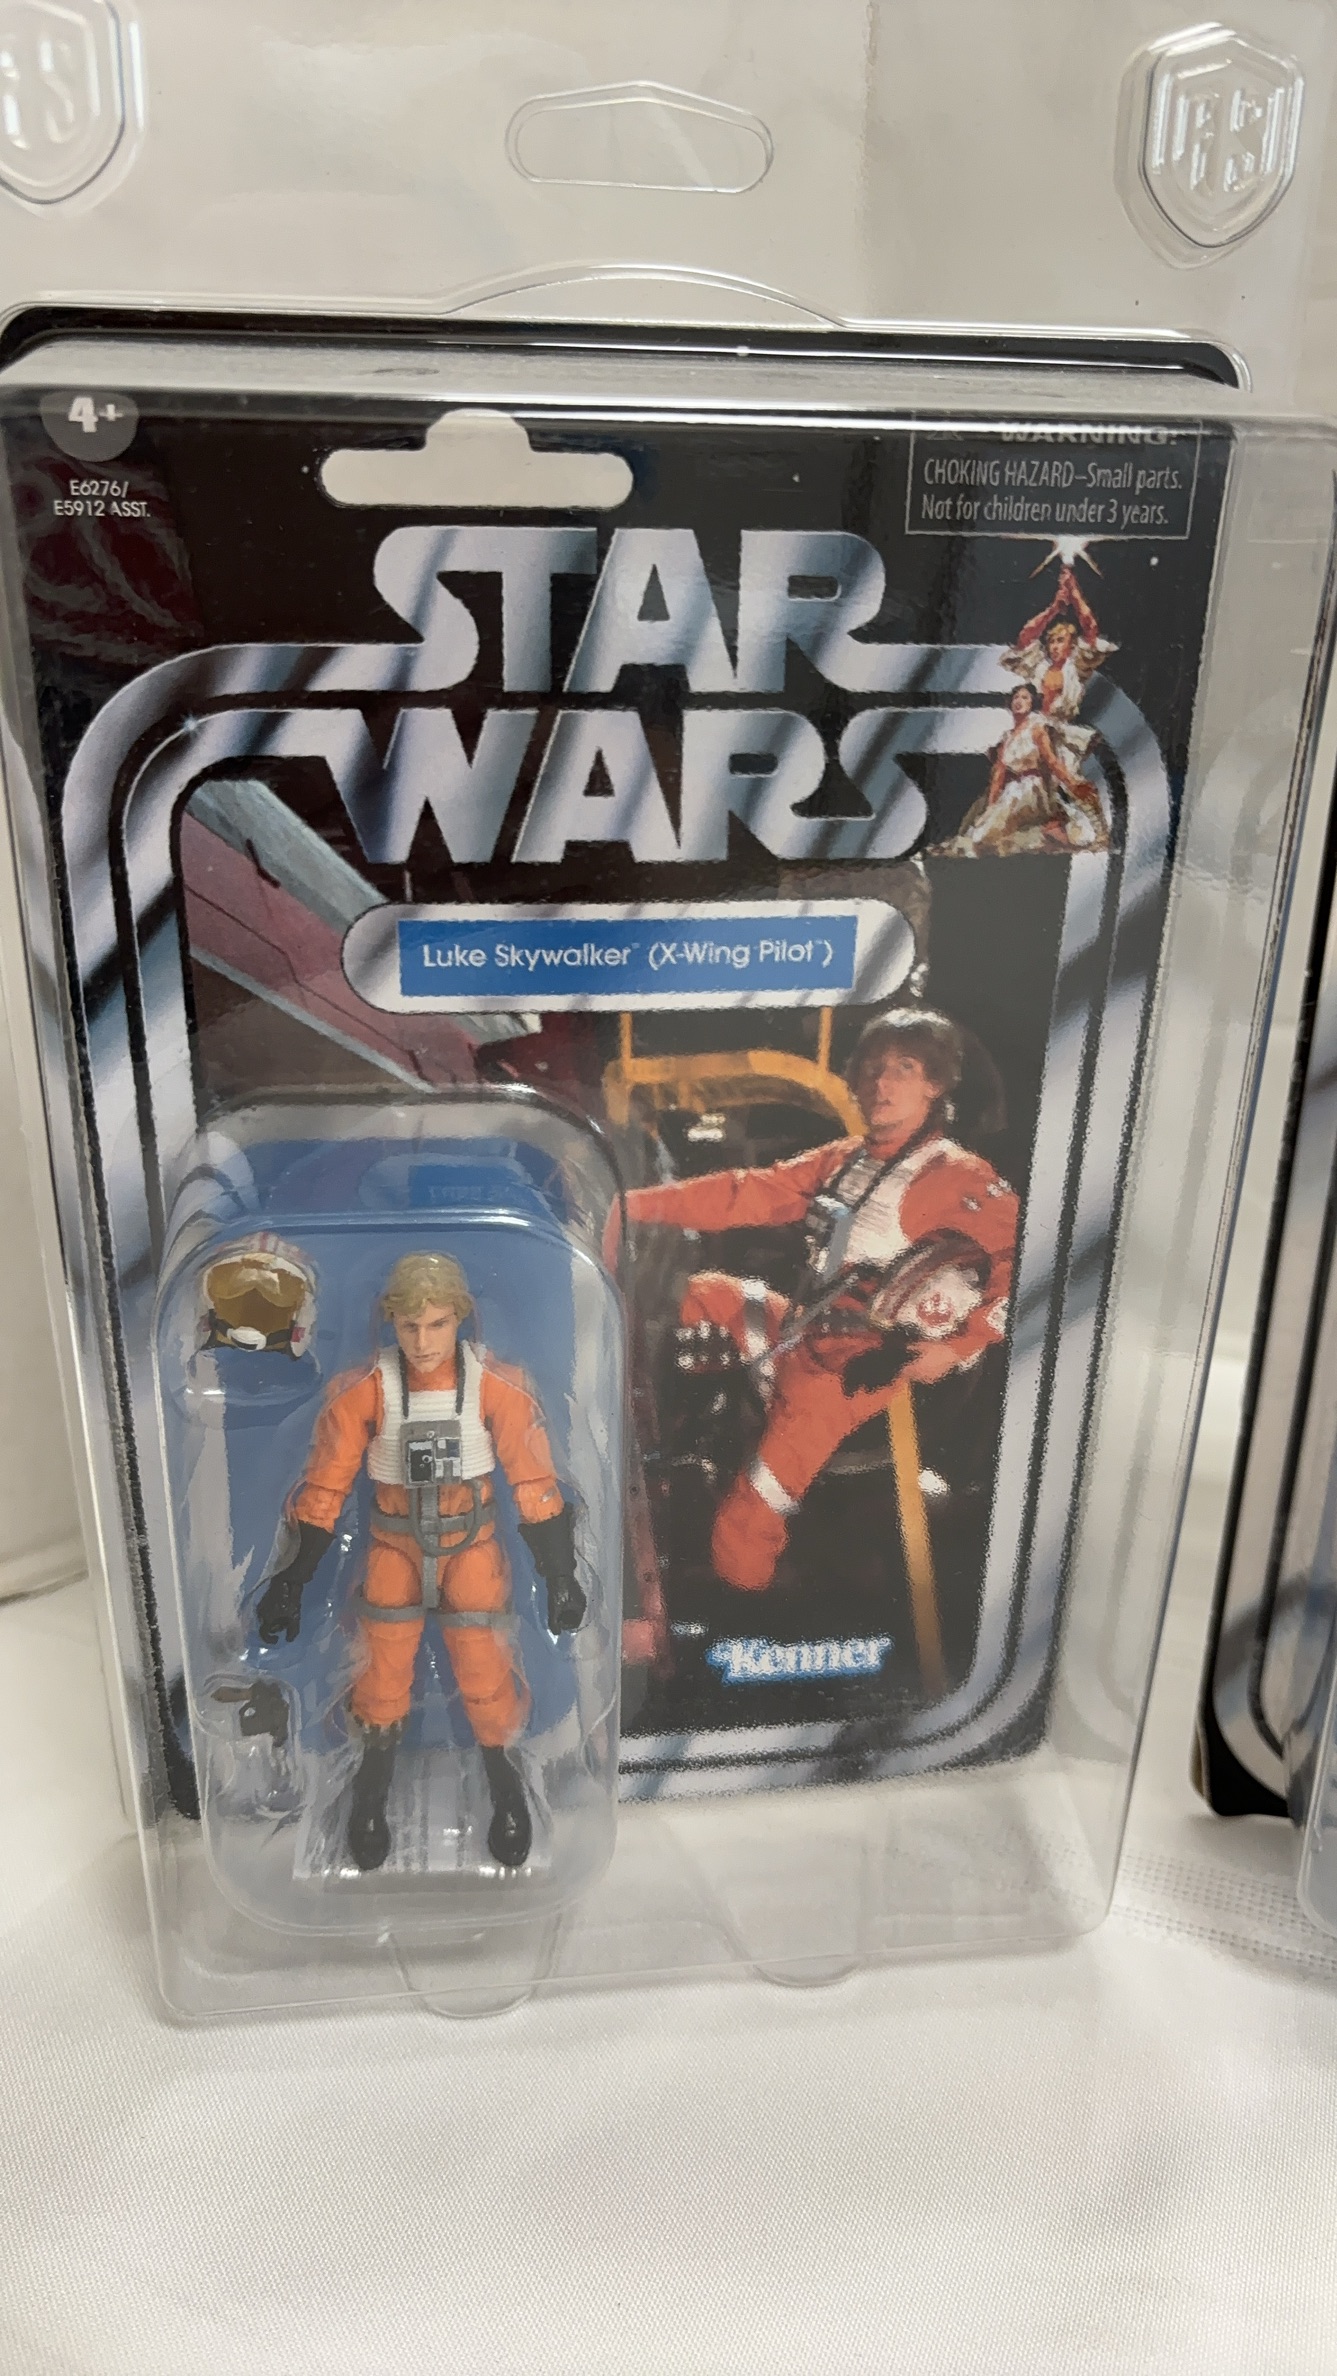 4+
E6276/
E5912 ASST.
WARNING:
CHOKING HAZARD–Small parts.
Not for children under 3 years.
STAR
WARS
Luke Skywalker™ (X-Wing Pilot™)
Kenner